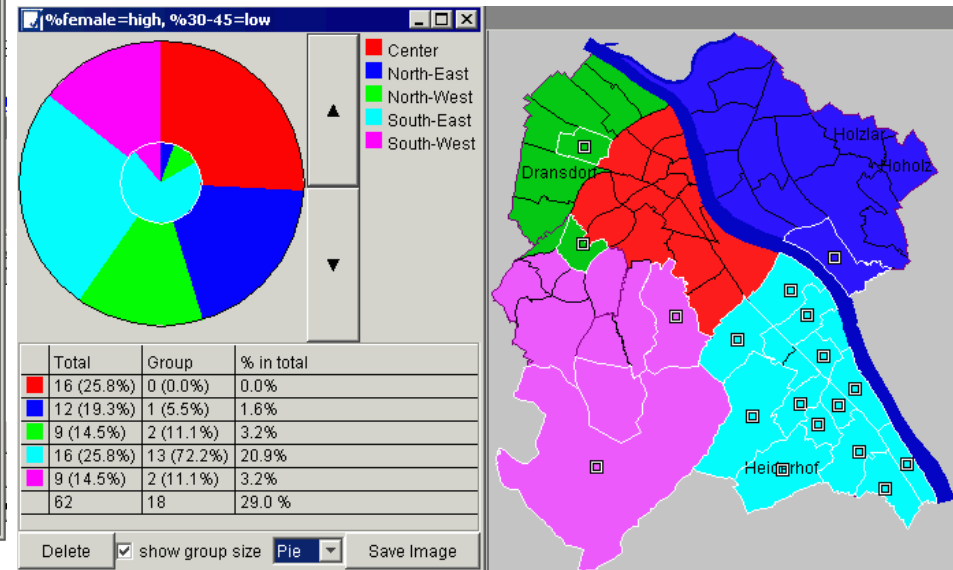 %female=high, %30-45=low
Center
North-East
North-West
South-East
South-West
Total Group % in total
16 (25.8%) 0 (0.0%) 0.0%
12 (19.3%) 1 (5.5%) 1.6%
9 (14.5%) 2 (11.1%) 3.2%
16 (25.8%) 13 (72.2%) 20.9%
9 (14.5%) 2 (11.1%) 3.2%
62 18 29.0 %
Delete show group size Pie Save Image
Holzlar
Hoholz
Dransdorf
Heiderhof